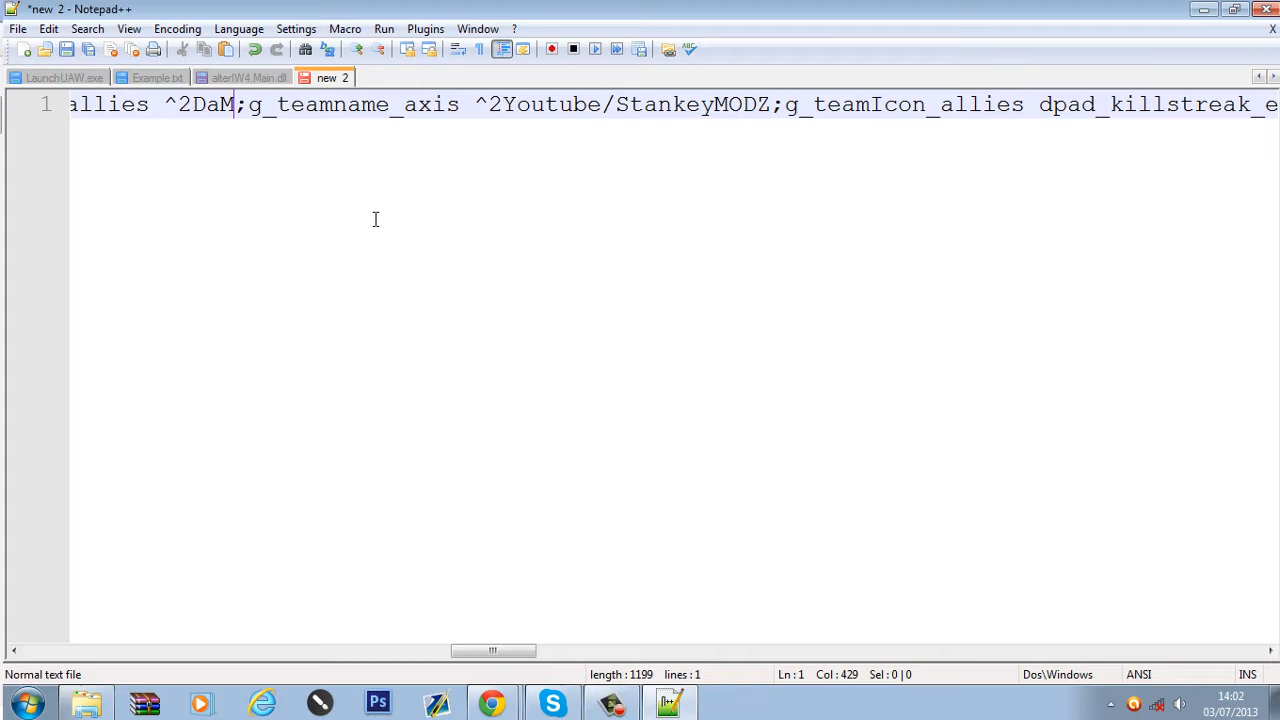 *new 2 - Notepad++
File Edit Search View Encoding Language Settings Macro Run Plugins Window ? X
LaunchUAW.exe Example.txt alterIW4.Main.dll new 2
1 allies ^2DaM;g_teamname_axis ^2Youtube/StankeyMODZ;g_teamIcon_allies dpad_killstreak_e
Normal text file length : 1199 lines : 1 Ln : 1 Col : 429 Sel : 0 | 0 Dos\Windows ANSI INS
Ps
14:02
03/07/2013